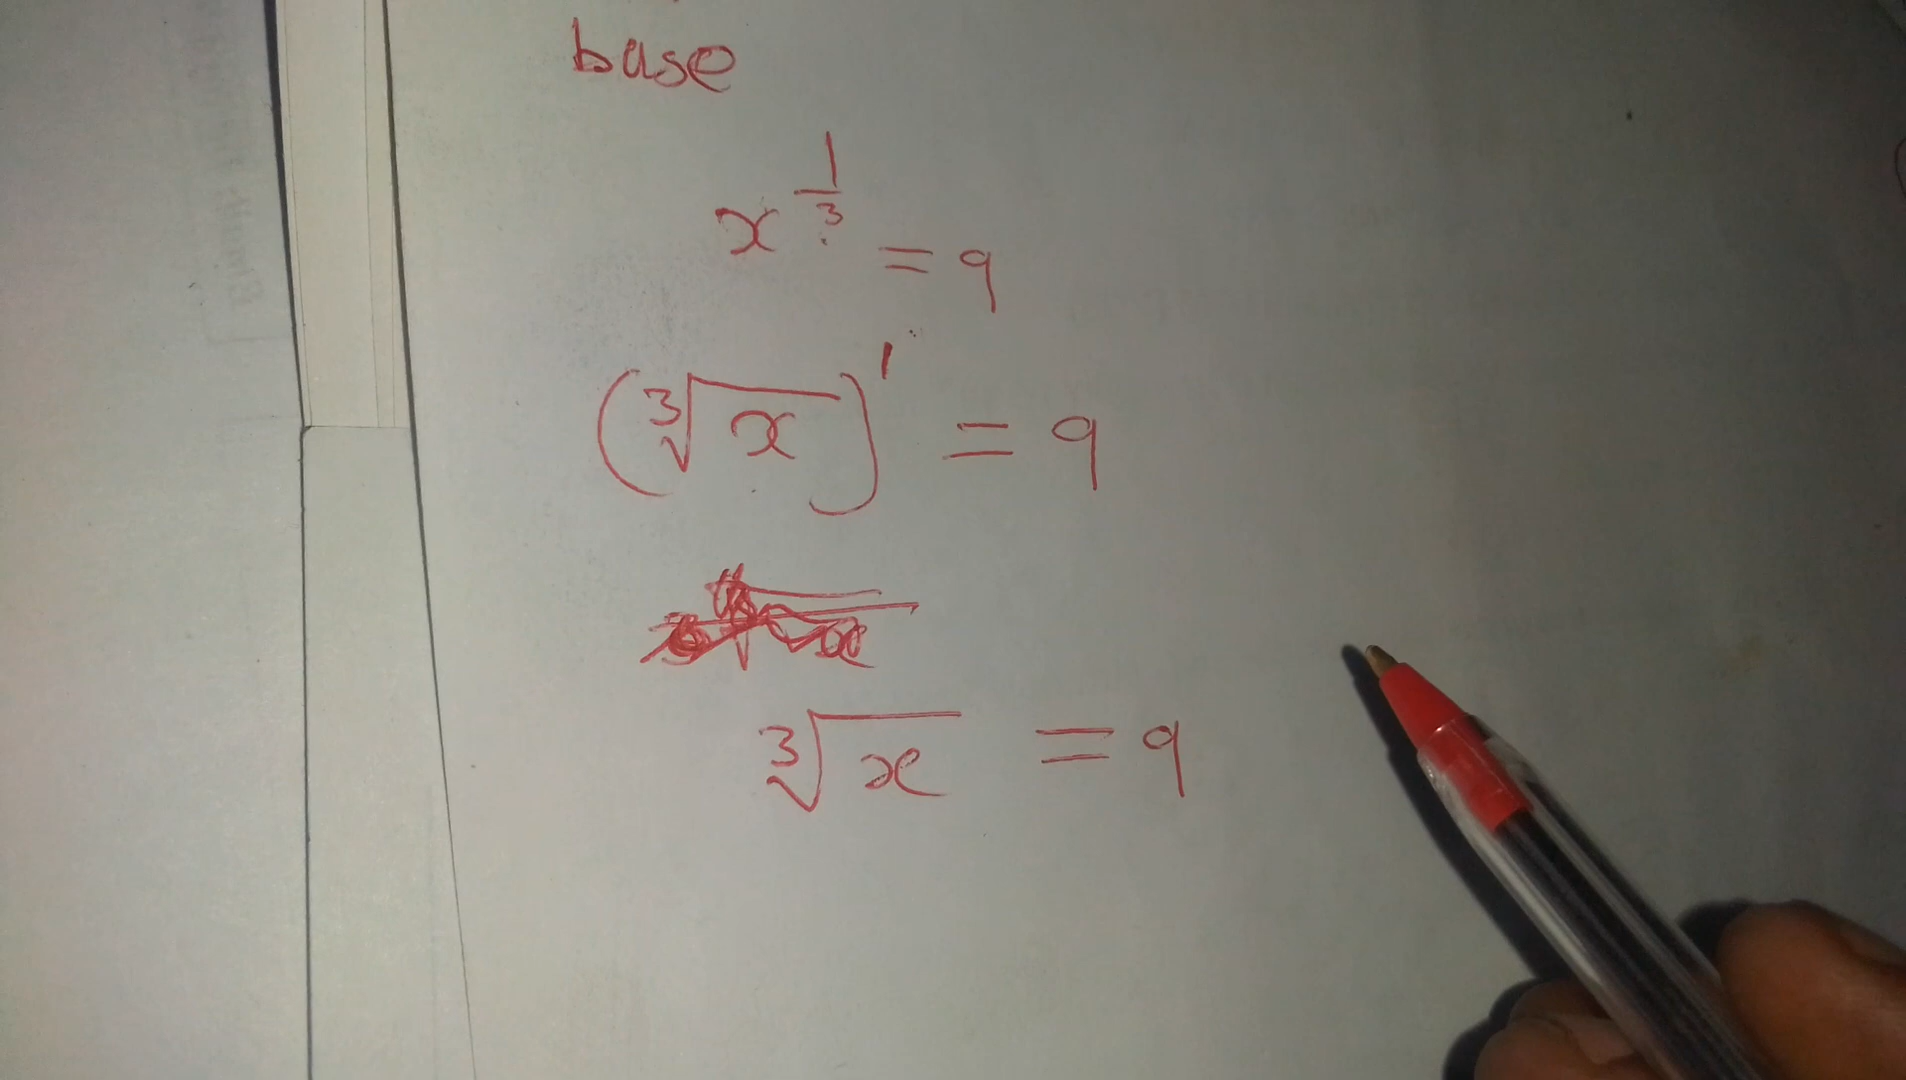 base
x^(1/3) = 9
(∛x)^1 = 9
∛x = 9